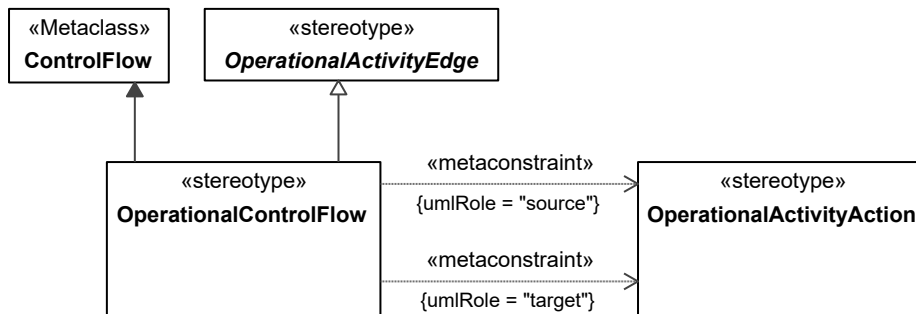 «Metaclass»
ControlFlow
«stereotype»
OperationalActivityEdge
«stereotype»
OperationalControlFlow
«metaconstraint»
{umlRole = "source"}
«metaconstraint»
{umlRole = "target"}
«stereotype»
OperationalActivityAction